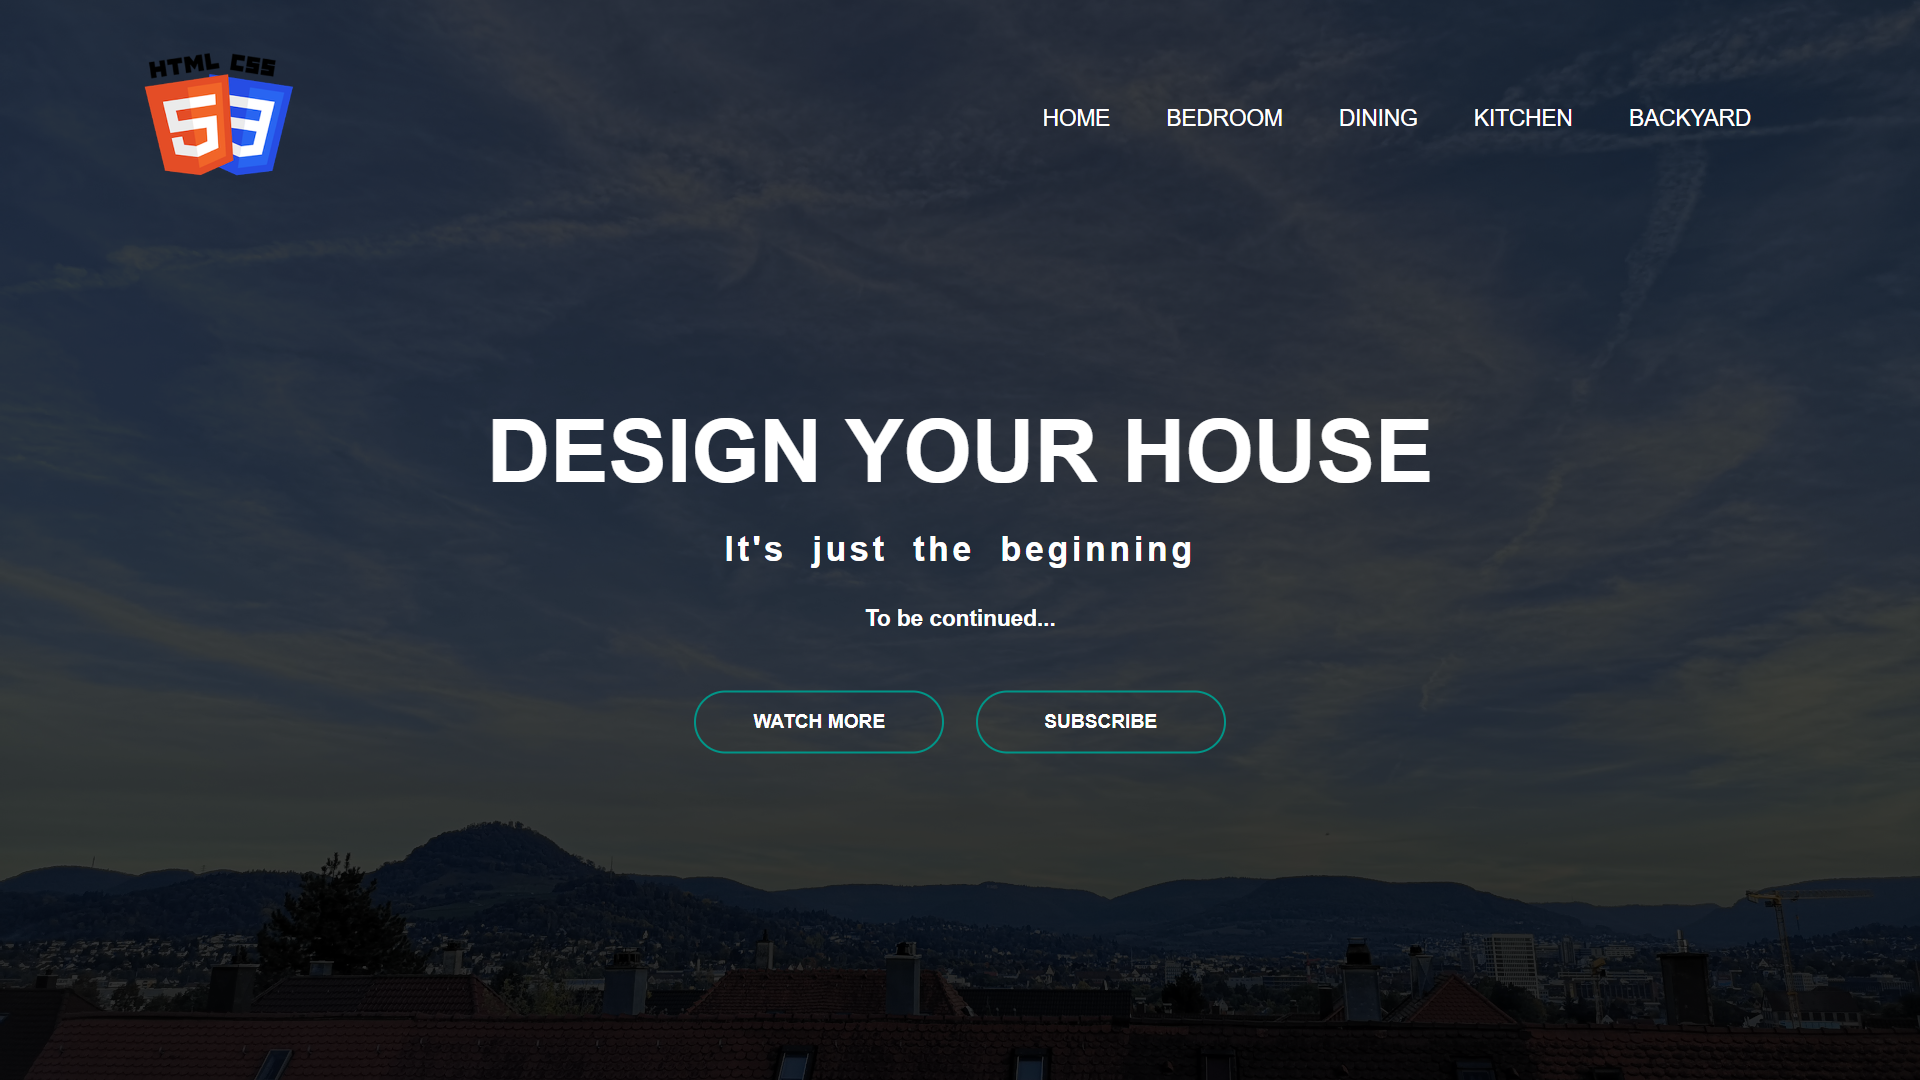 HTML CSS
HOME BEDROOM DINING KITCHEN BACKYARD
DESIGN YOUR HOUSE
It's just the beginning
To be continued...
WATCH MORE SUBSCRIBE